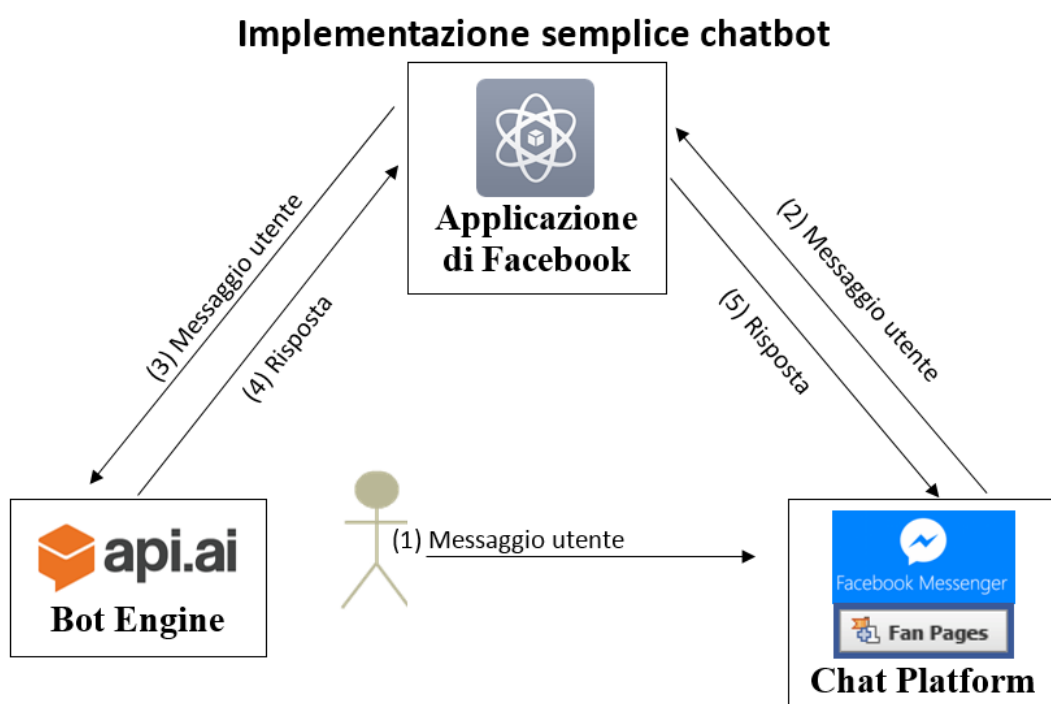 Implementazione semplice chatbot
Applicazione
di Facebook
(3) Messaggio utente
(4) Risposta
(2) Messaggio utente
(5) Risposta
api.ai
Bot Engine
(1) Messaggio utente
Facebook Messenger
Fan Pages
Chat Platform